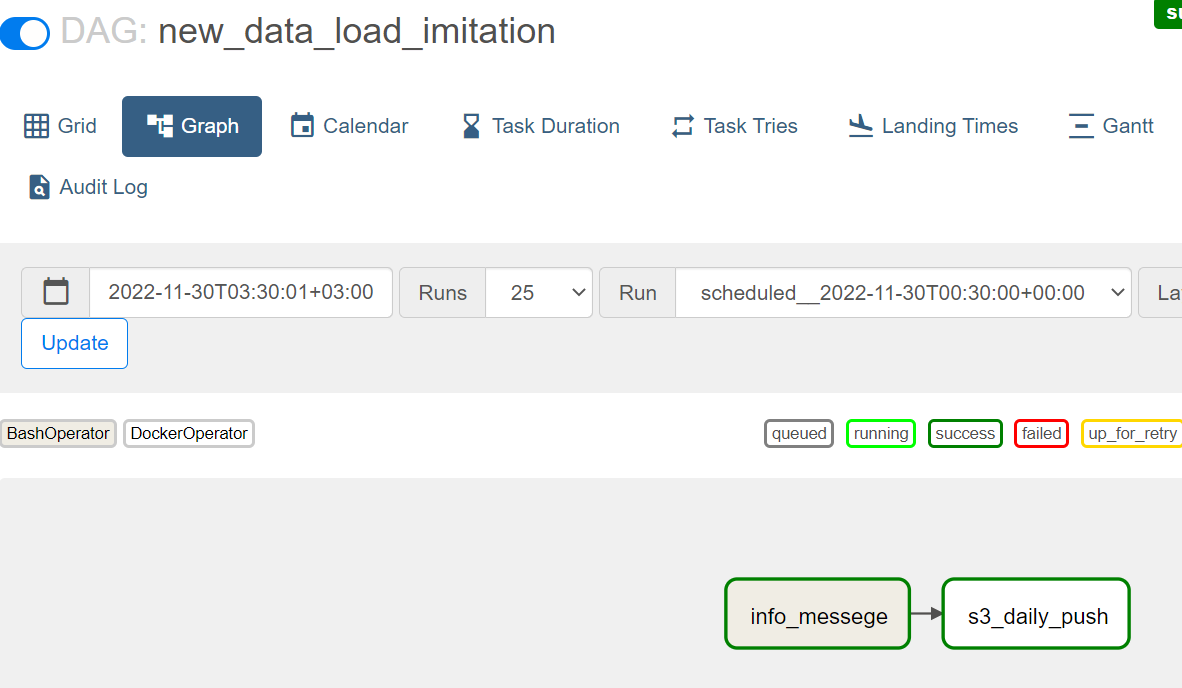 su
DAG: new_data_load_imitation
Grid Graph Calendar Task Duration Task Tries Landing Times Gantt
Audit Log
2022-11-30T03:30:01+03:00 Runs 25 Run scheduled__2022-11-30T00:30:00+00:00 La
Update
BashOperator DockerOperator queued running success failed up_for_retry
info_messege s3_daily_push